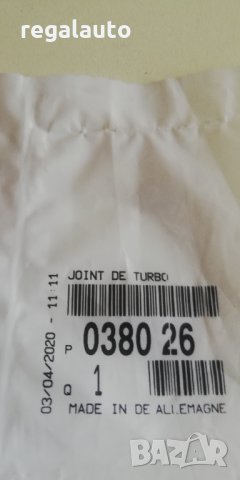 regalauto
03/04/2020 - 11:11
JOINT DE TURBO
P 0380 26
Q 1
MADE IN DE ALLEMAGNE
BAZAR